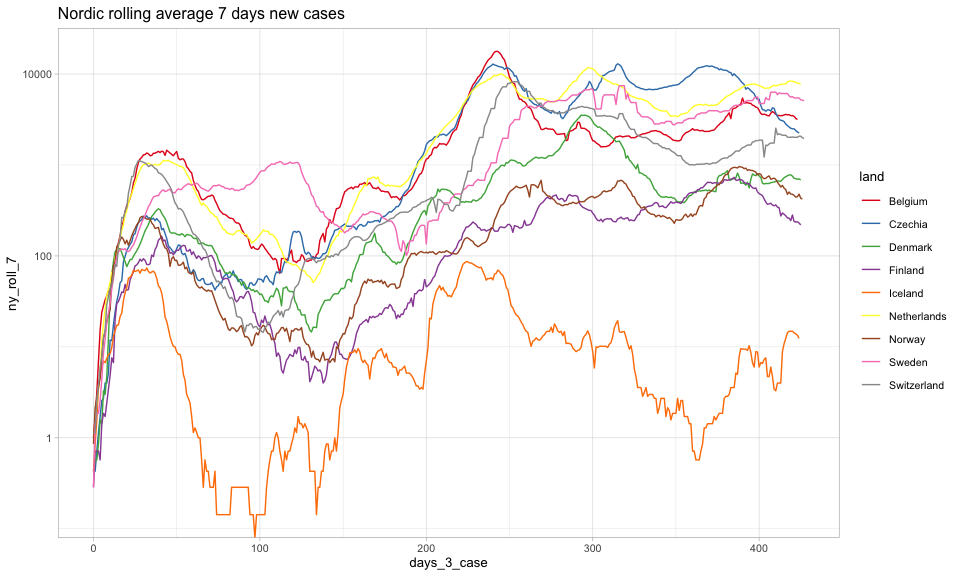 Nordic rolling average 7 days new cases
ny_roll_7
10000
100
1
0
100
200
300
400
days_3_case
land
Belgium
Czechia
Denmark
Finland
Iceland
Netherlands
Norway
Sweden
Switzerland